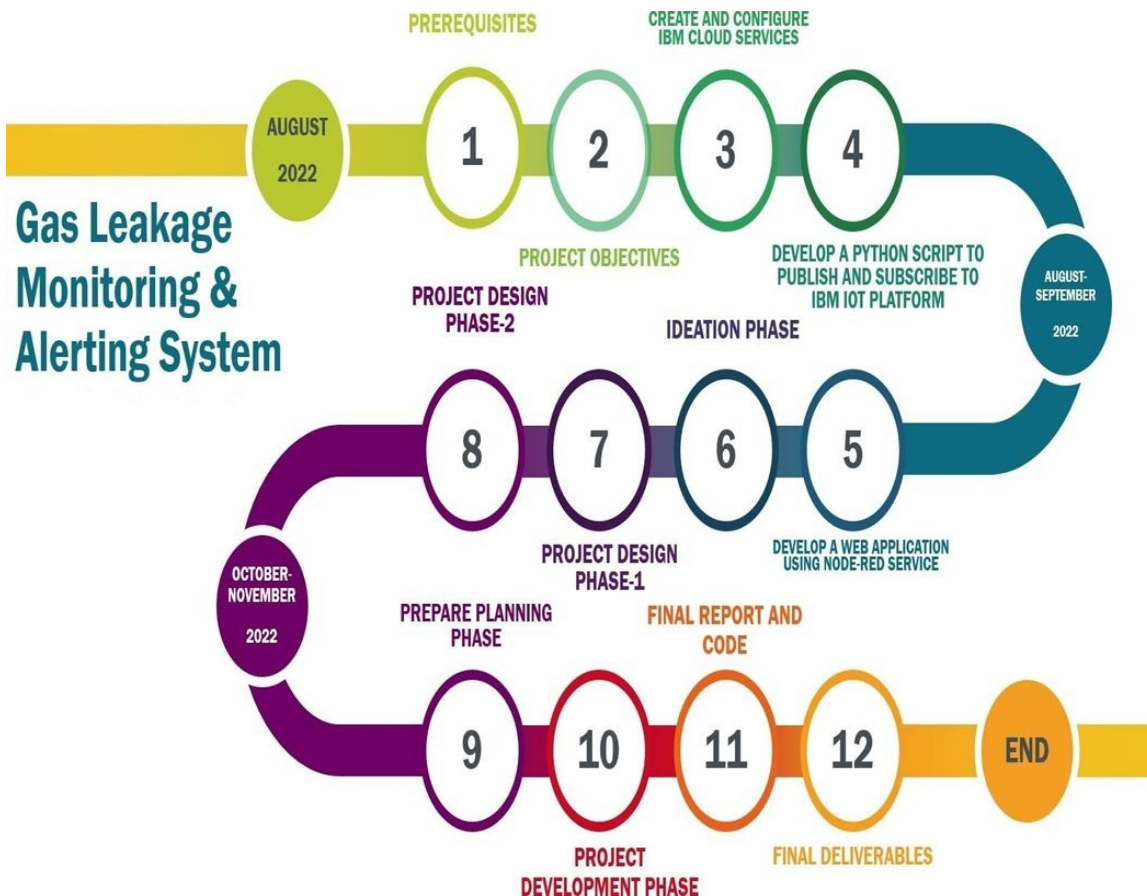 PREREQUISITES
CREATE AND CONFIGURE
IBM CLOUD SERVICES
AUGUST
2022
1
2
3
4
Gas Leakage
Monitoring &
Alerting System
PROJECT OBJECTIVES
DEVELOP A PYTHON SCRIPT TO
PUBLISH AND SUBSCRIBE TO
IBM IOT PLATFORM
AUGUST-
SEPTEMBER
2022
PROJECT DESIGN
PHASE-2
IDEATION PHASE
8
7
6
5
PROJECT DESIGN
PHASE-1
DEVELOP A WEB APPLICATION
USING NODE-RED SERVICE
OCTOBER-
NOVEMBER
2022
PREPARE PLANNING
PHASE
FINAL REPORT AND
CODE
9
10
11
12
END
PROJECT
DEVELOPMENT PHASE
FINAL DELIVERABLES